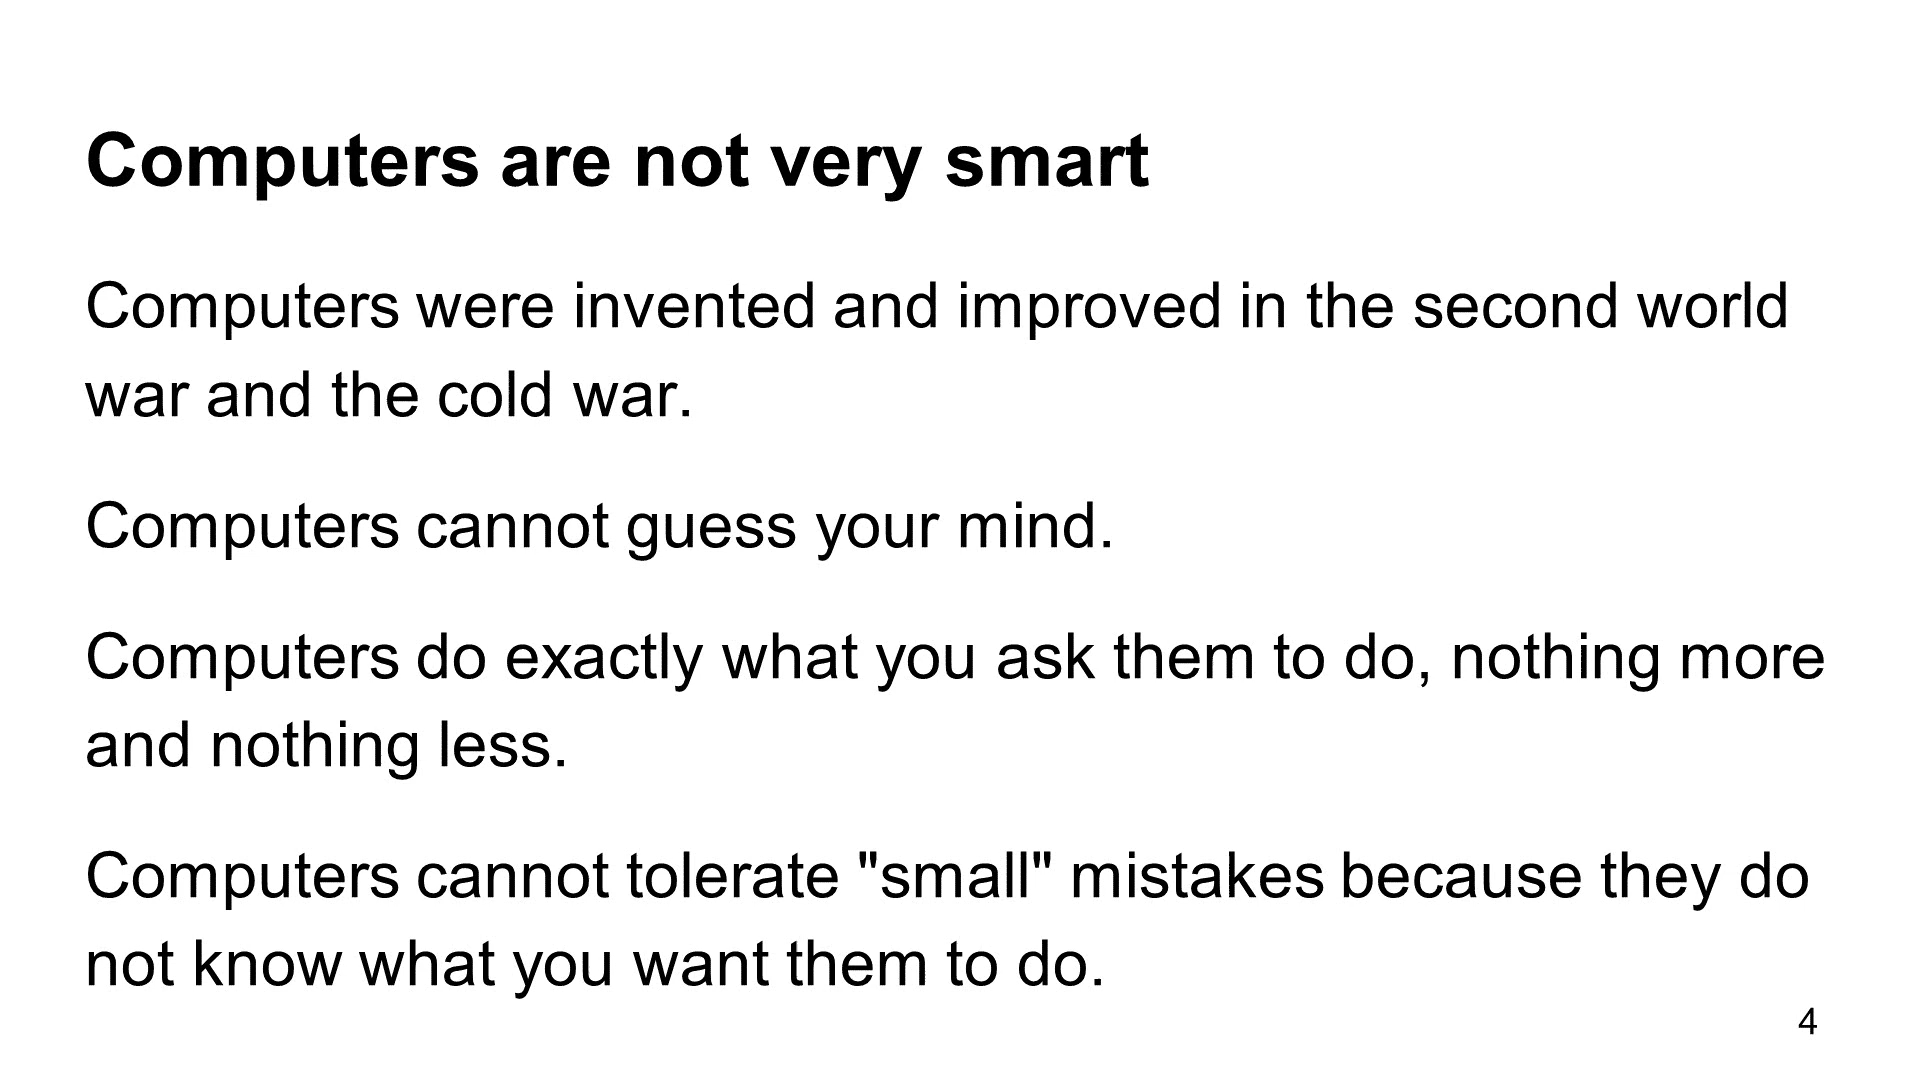 Computers are not very smart
Computers were invented and improved in the second world
war and the cold war.
Computers cannot guess your mind.
Computers do exactly what you ask them to do, nothing more
and nothing less.
Computers cannot tolerate "small" mistakes because they do
not know what you want them to do.
4